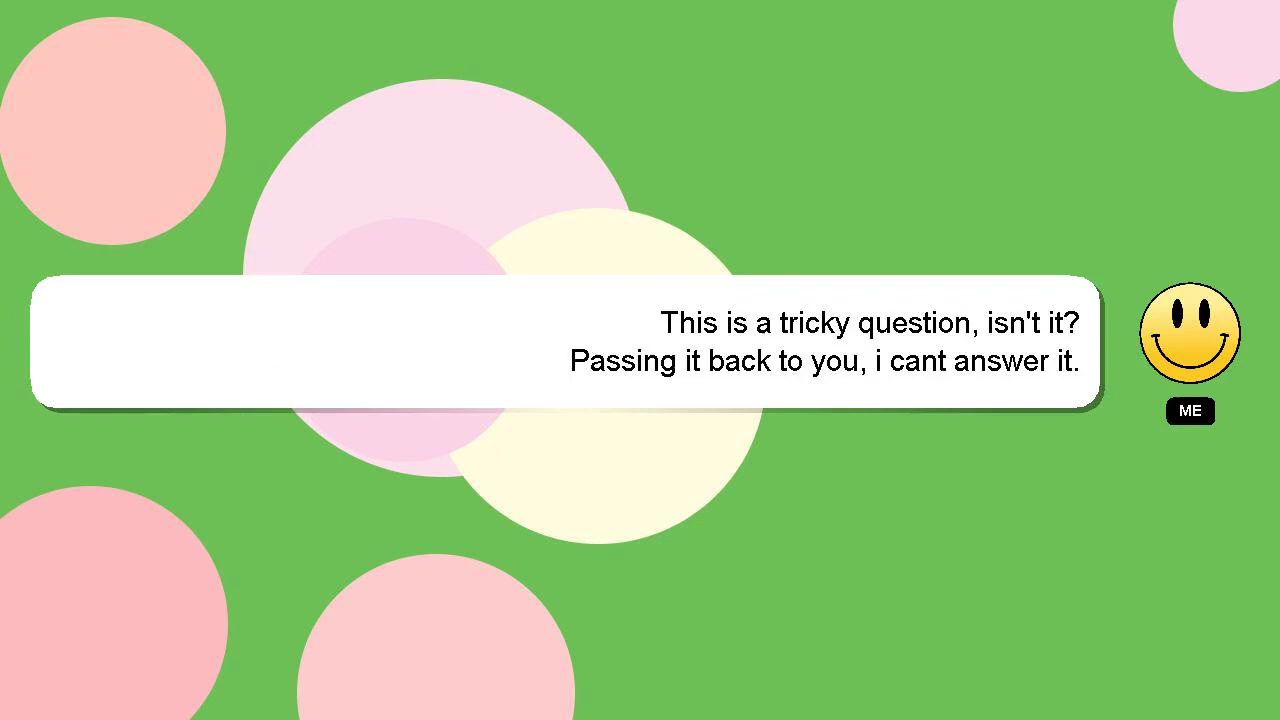 This is a tricky question, isn't it?
Passing it back to you, i cant answer it.
ME